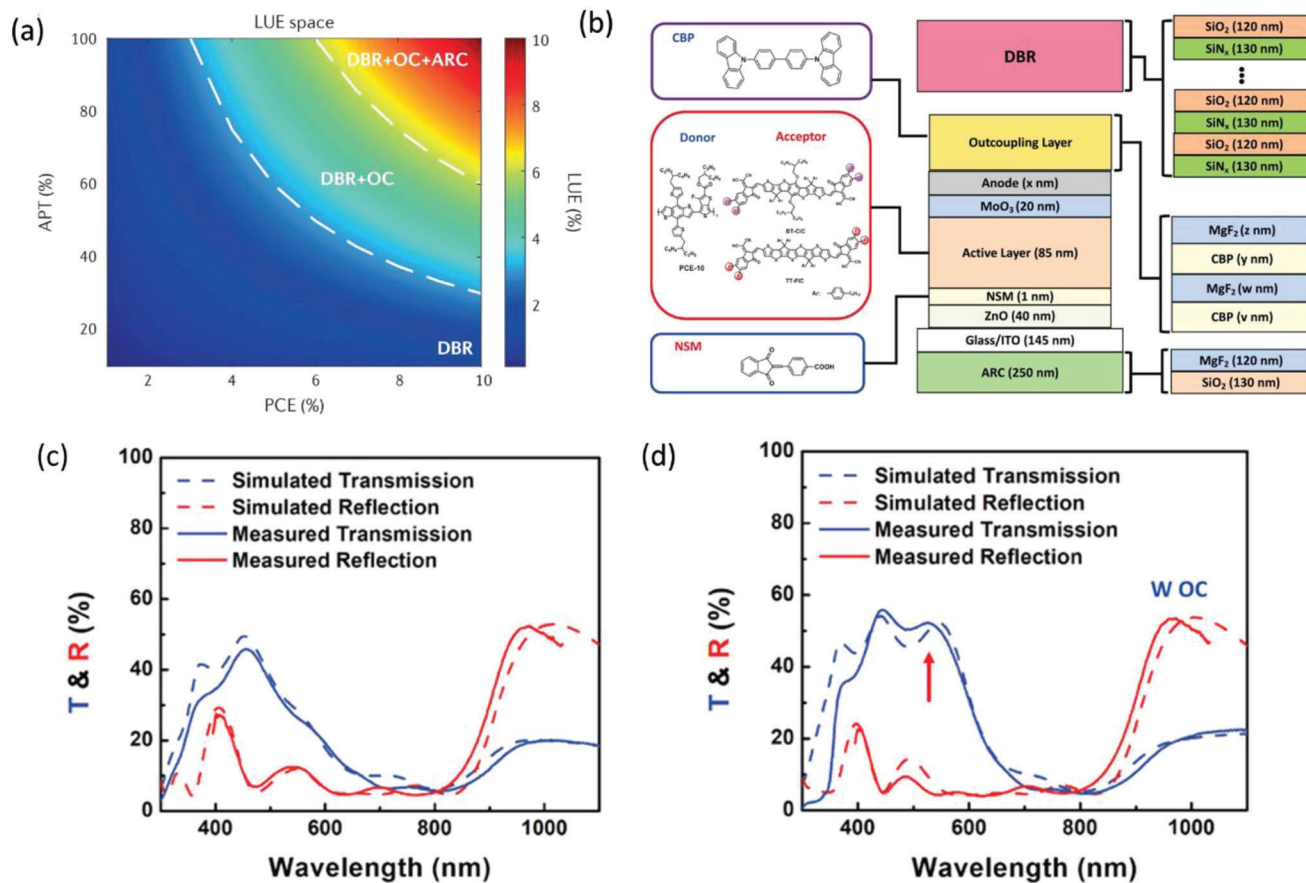 (a)
LUE space
APT (%)
100
80
60
40
20
2
4
6
8
10
PCE (%)
DBR+OC+ARC
DBR+OC
DBR
10
8
6
4
2
LUE (%)
(b)
CBP
Donor
Acceptor
PCE-10
BT-CIC
TT-FIC
Ar:
NSM
COOH
DBR
Outcoupling Layer
Anode (x nm)
MoO₃ (20 nm)
Active Layer (85 nm)
NSM (1 nm)
ZnO (40 nm)
Glass/ITO (145 nm)
ARC (250 nm)
SiO₂ (120 nm)
SiNₓ (130 nm)
SiO₂ (120 nm)
SiNₓ (130 nm)
SiO₂ (120 nm)
SiNₓ (130 nm)
MgF₂ (z nm)
CBP (y nm)
MgF₂ (w nm)
CBP (v nm)
MgF₂ (120 nm)
SiO₂ (130 nm)
(c)
T & R (%)
100
80
60
40
20
0
400
600
800
1000
Wavelength (nm)
Simulated Transmission
Simulated Reflection
Measured Transmission
Measured Reflection
(d)
T & R (%)
100
80
60
40
20
0
400
600
800
1000
Wavelength (nm)
Simulated Transmission
Simulated Reflection
Measured Transmission
Measured Reflection
W OC